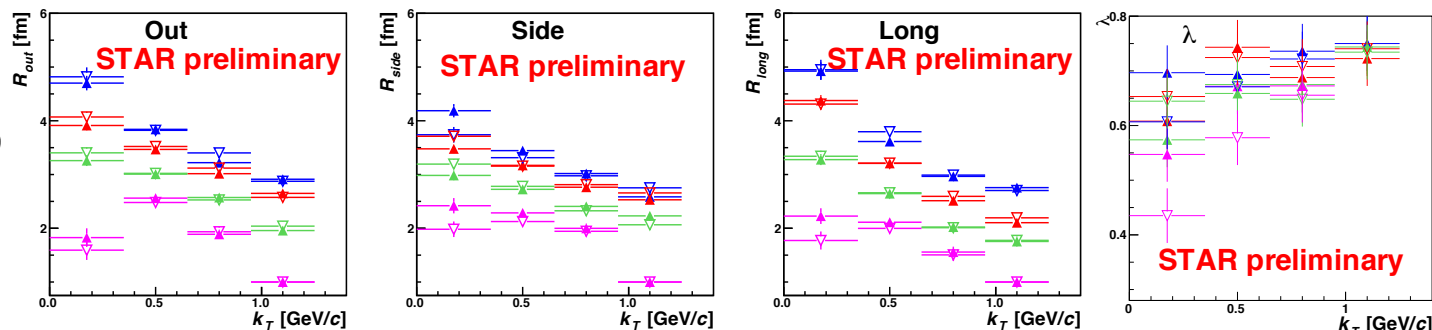 Out
STAR preliminary
R_out [fm]
6
4
2
0.0
0.5
1.0
k_T [GeV/c]
Side
STAR preliminary
R_side [fm]
6
4
2
0.0
0.5
1.0
k_T [GeV/c]
Long
STAR preliminary
R_long [fm]
6
4
2
0.0
0.5
1.0
k_T [GeV/c]
λ
λ
0.8
0.6
0.4
STAR preliminary
0
0.5
1
k_T [GeV/c]